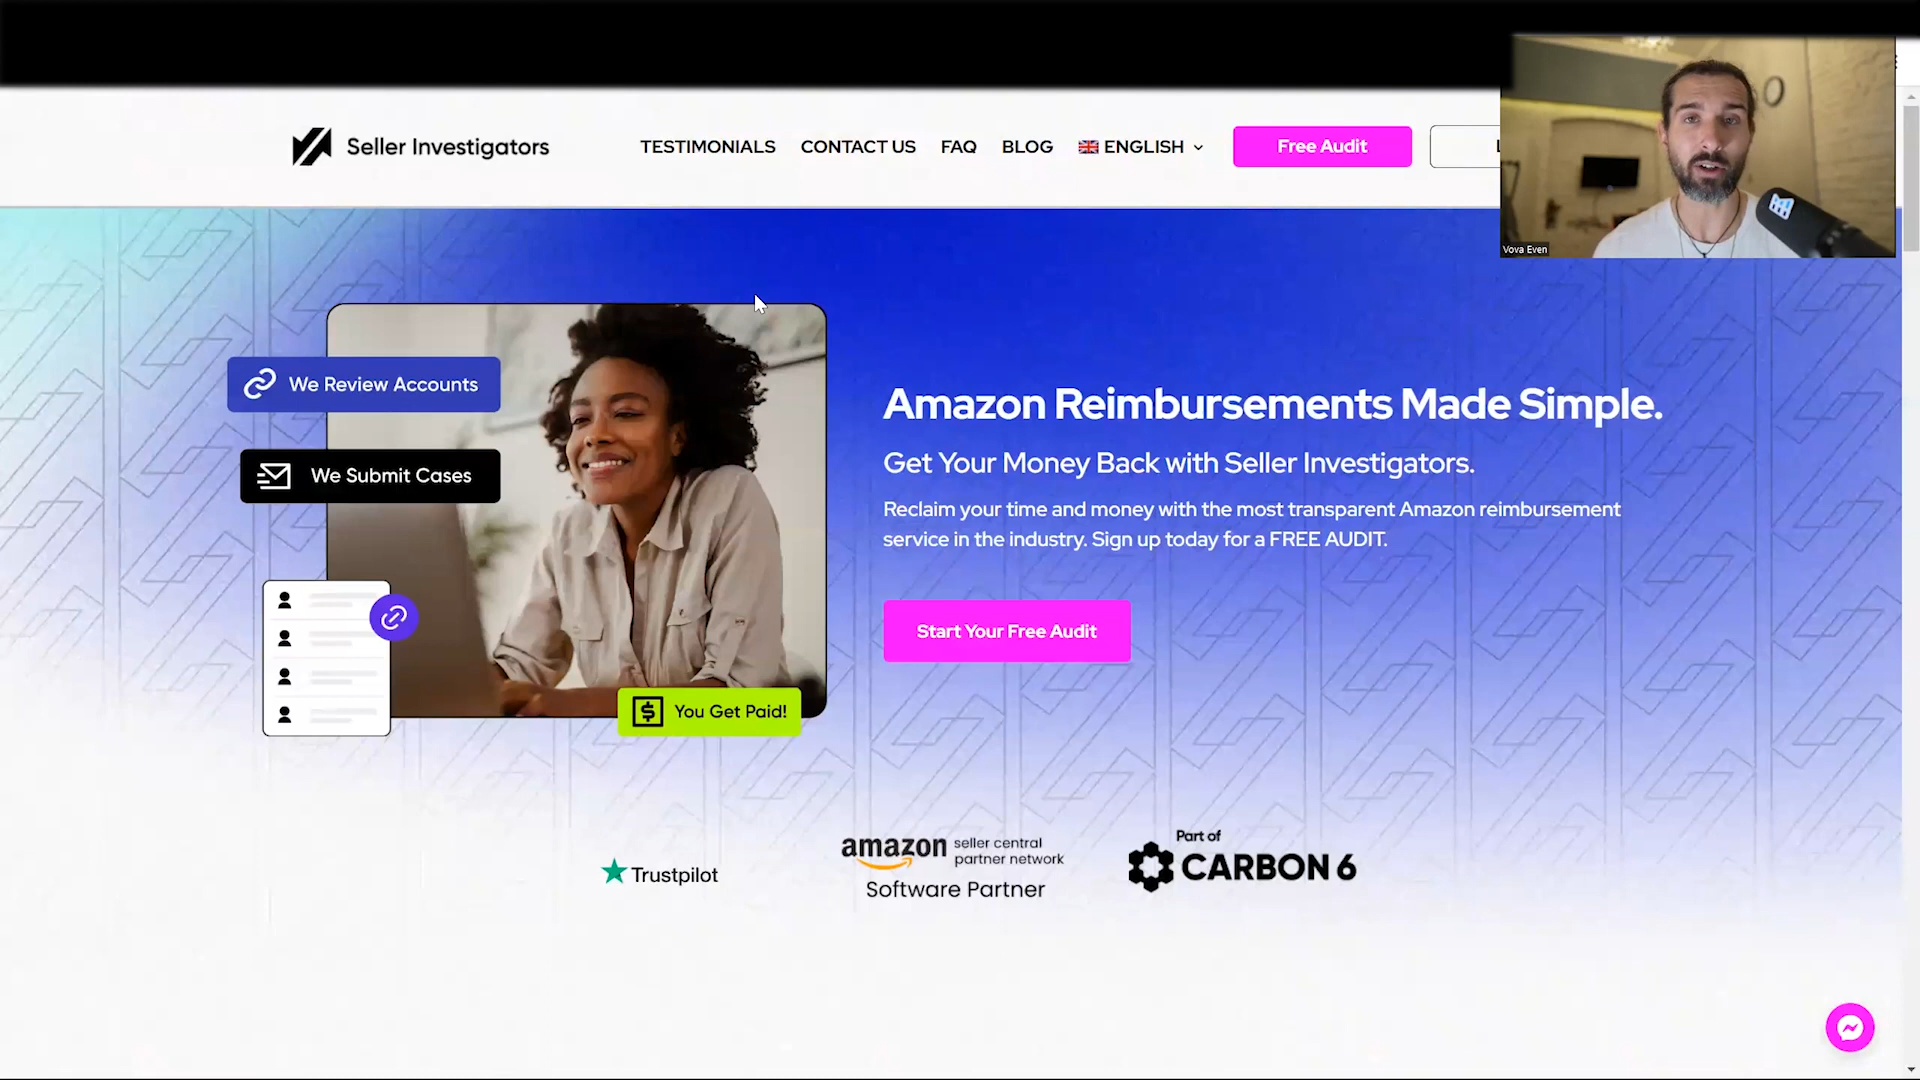 Seller Investigators
TESTIMONIALS
CONTACT US
FAQ
BLOG
ENGLISH
Free Audit
Vova Even
We Review Accounts
We Submit Cases
You Get Paid!
Amazon Reimbursements Made Simple.
Get Your Money Back with Seller Investigators.
Reclaim your time and money with the most transparent Amazon reimbursement
service in the industry. Sign up today for a FREE AUDIT.
Start Your Free Audit
Trustpilot
amazon seller central
partner network
Software Partner
Part of
CARBON 6